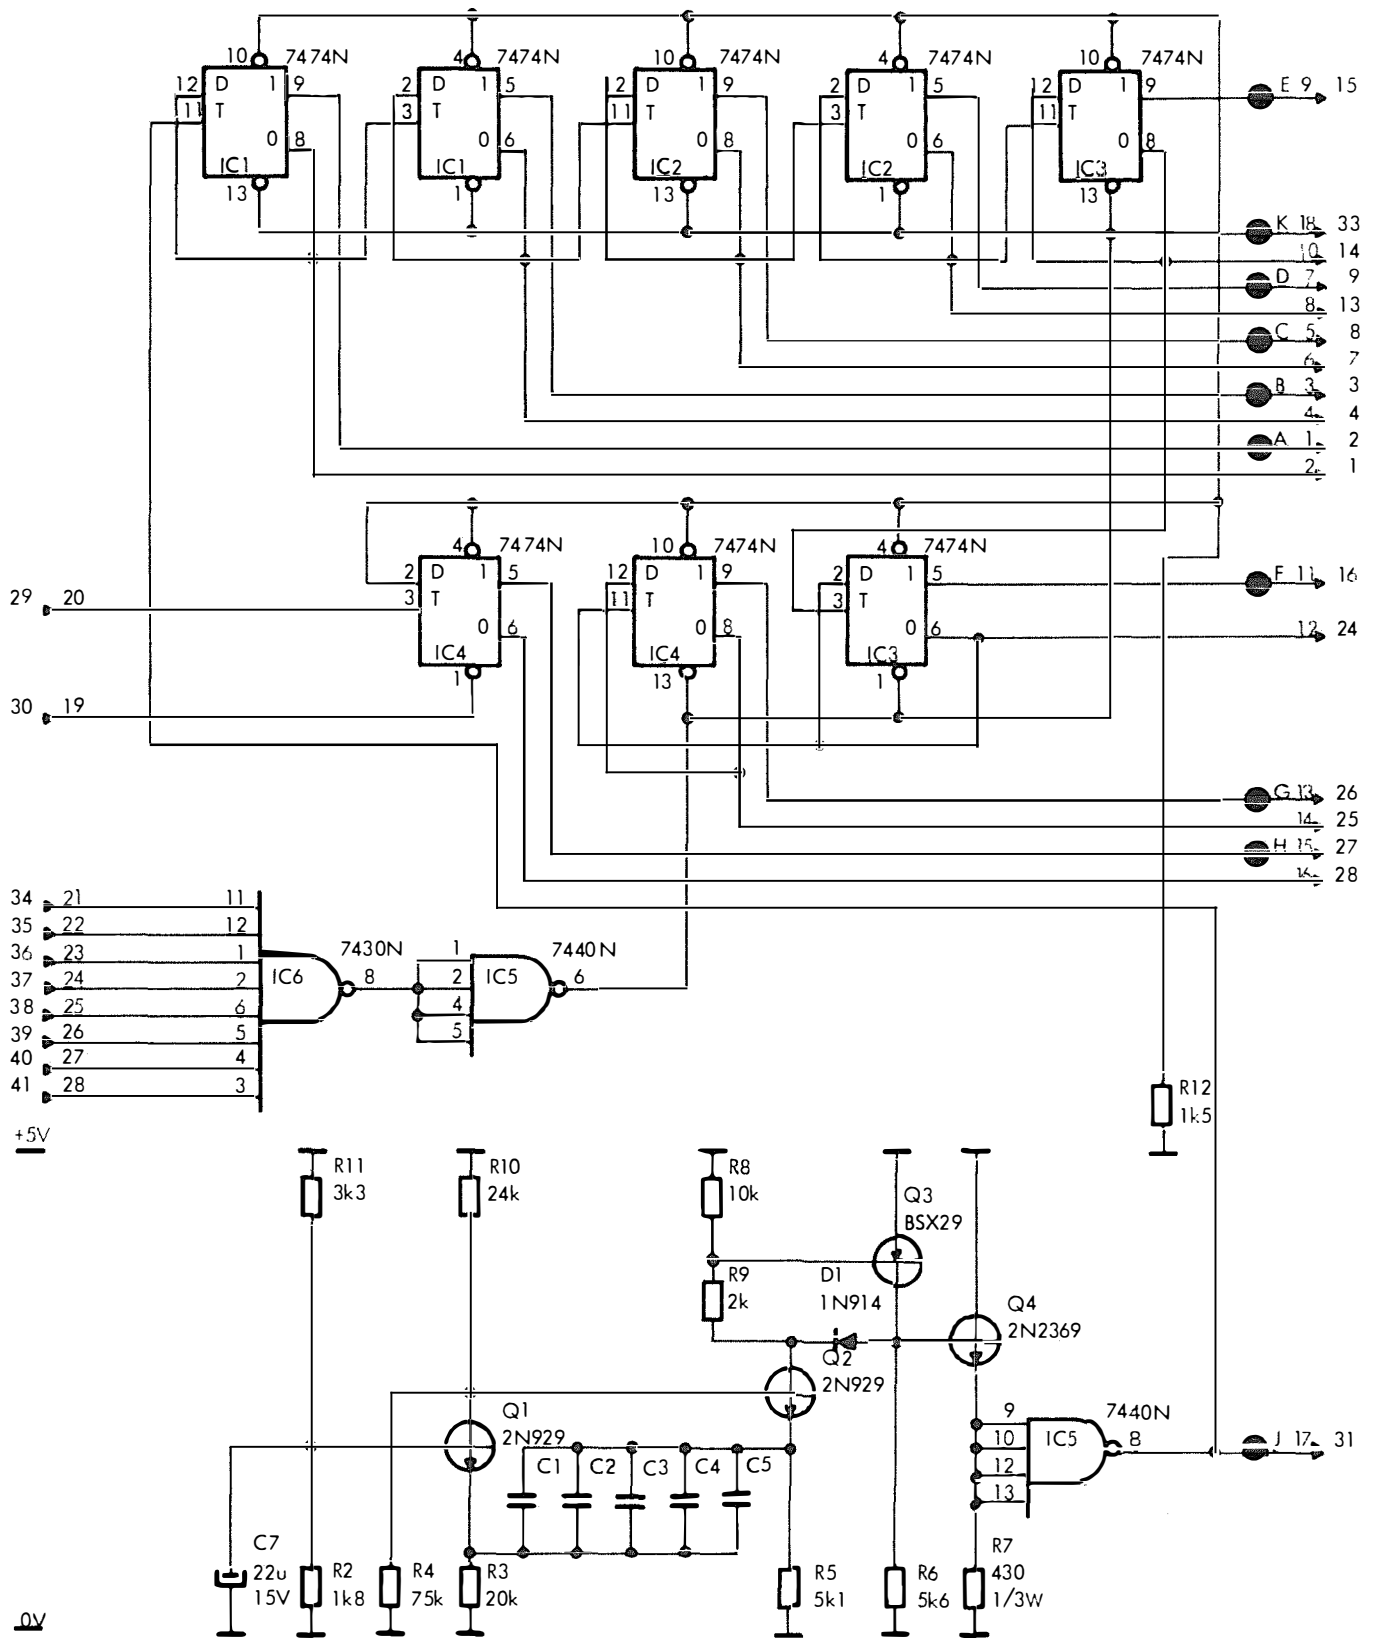 10 7474N 4 7474N 10 7474N 4 7474N 10 7474N
12 D 1 9 2 D 1 5 12 D 1 9 2 D 1 5 12 D 1 9 E 9 15
11 T 3 T 11 T 3 T 11 T
0 8 0 6 0 8 0 6 0 8
IC1 IC1 IC2 IC2 IC3
13 1 13 1 13
K 18 33
10 14
D 7 9
8 13
C 5 8
6 7
B 3 3
4 4
A 1 2
2 1
4 7474N 10 7474N 4 7474N
2 D 1 5 12 D 1 9 2 D 1 5 F 11 16
29 20 3 T 11 T 3 T
0 6 0 8 0 6 12 24
IC4 IC4 IC3
1 13 1
30 19
G 13 26
14 25
H 15 27
16 28
34 21 11
35 22 12
36 23 1 7430N 1 7440N
37 24 2 IC6 8 2 IC5 6
38 25 6 4
39 26 5 5
40 27 4
41 28 3
R12
1k5
+5V
R11
3k3
R10
24k
R8
10k
Q3
BSX29
R9
2k
D1
1N914
Q4
2N2369
Q2
2N929
Q1
2N929
9 7440N
10 IC5 8 J 17 31
12
13
C1 C2 C3 C4 C5
C7
22u
15V
R2
1k8
R4
75k
R3
20k
R5
5k1
R6
5k6
R7
430
1/3W
0V